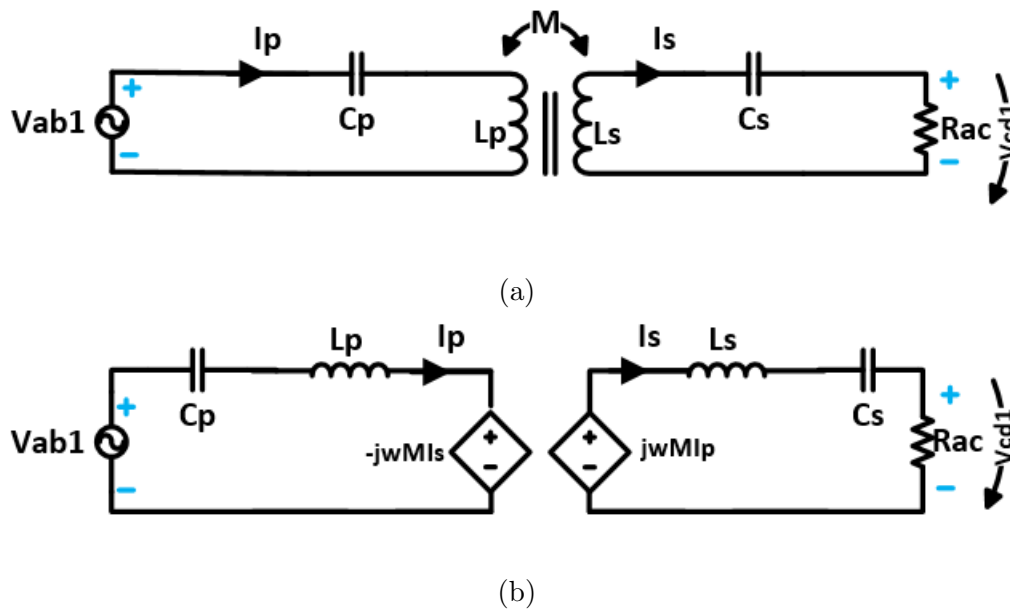 M
Ip
Is
Vab1
Cp
Lp
Ls
Cs
Rac
Vcd1
(a)
Lp
Ip
Is
Ls
Cp
Cs
Vab1
-jwMIs
jwMIp
Rac
Vcd1
(b)